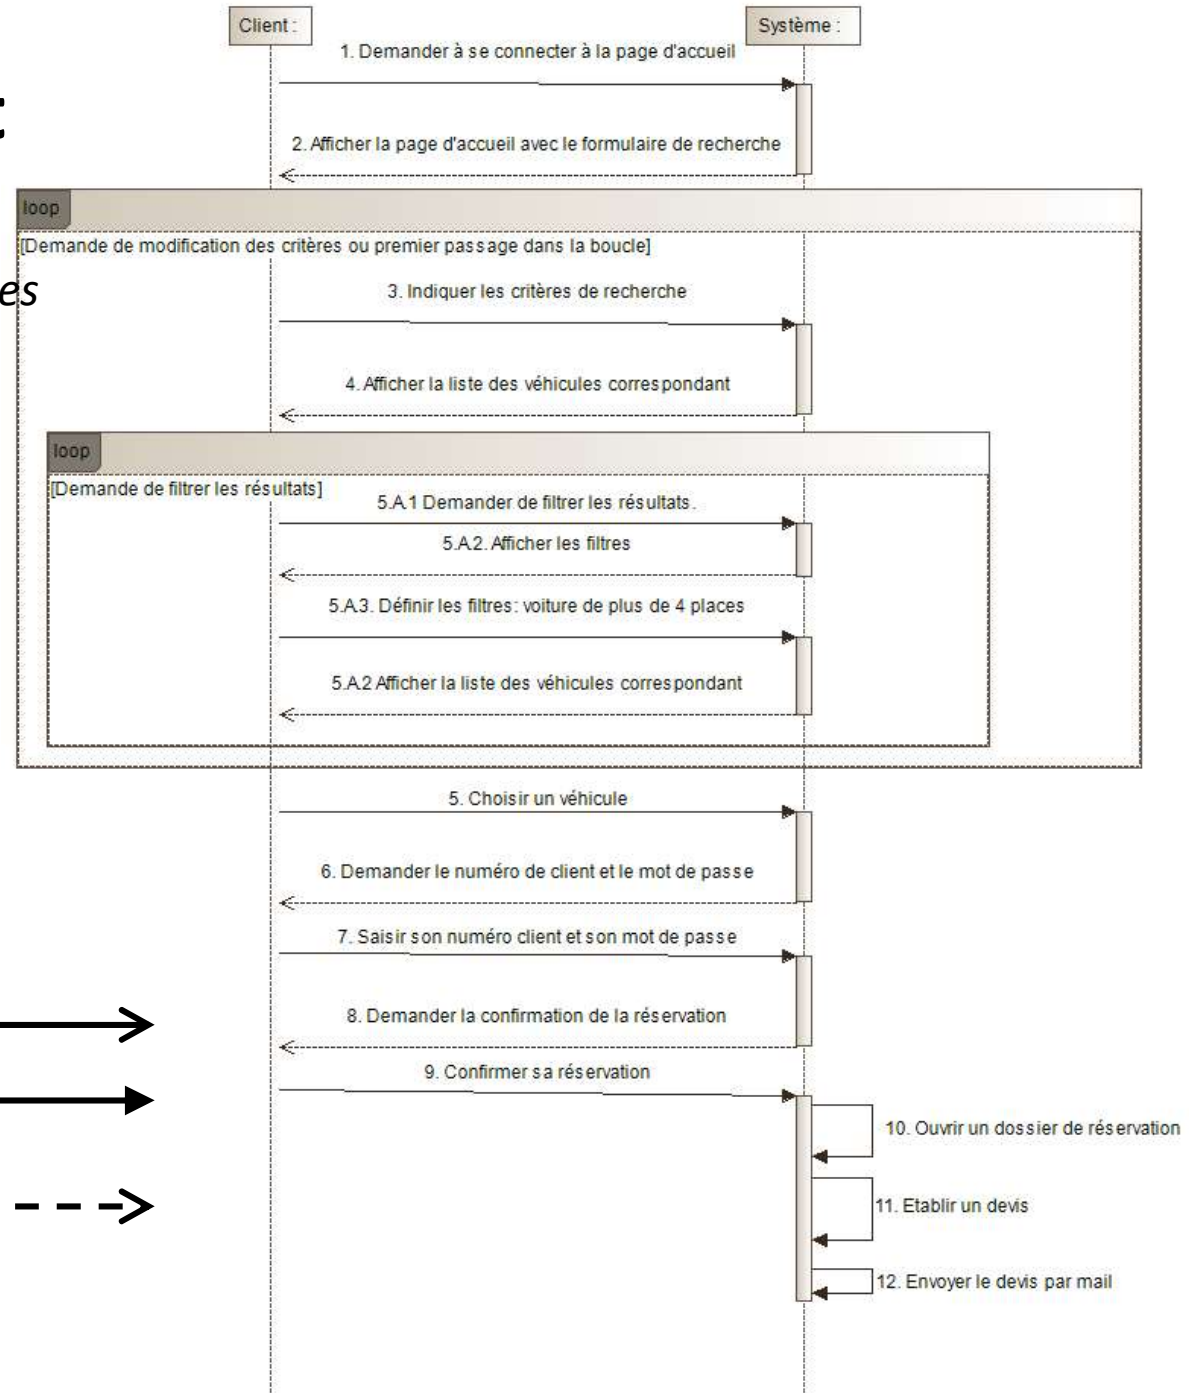 Client :
Système :
1. Demander à se connecter à la page d'accueil
t
2. Afficher la page d'accueil avec le formulaire de recherche
loop
[Demande de modification des critères ou premier passage dans la boucle]
es
3. Indiquer les critères de recherche
4. Afficher la liste des véhicules correspondant
loop
[Demande de filtrer les résultats]
5.A.1 Demander de filtrer les résultats.
5.A.2. Afficher les filtres
5.A.3. Définir les filtres: voiture de plus de 4 places
5.A.2 Afficher la liste des véhicules correspondant
5. Choisir un véhicule
6. Demander le numéro de client et le mot de passe
7. Saisir son numéro client et son mot de passe
8. Demander la confirmation de la réservation
9. Confirmer sa réservation
10. Ouvrir un dossier de réservation
11. Etablir un devis
12. Envoyer le devis par mail